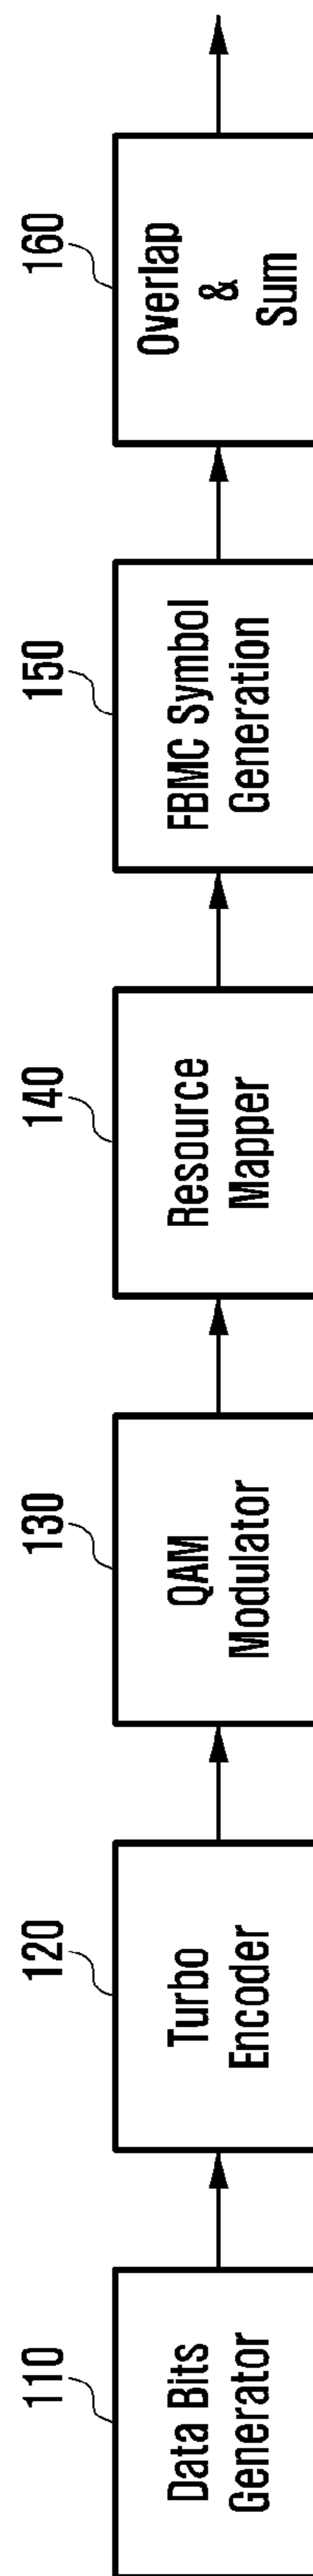 110
Data Bits
Generator
120
Turbo
Encoder
130
QAM
Modulator
140
Resource
Mapper
150
FBMC Symbol
Generation
160
Overlap
&
Sum